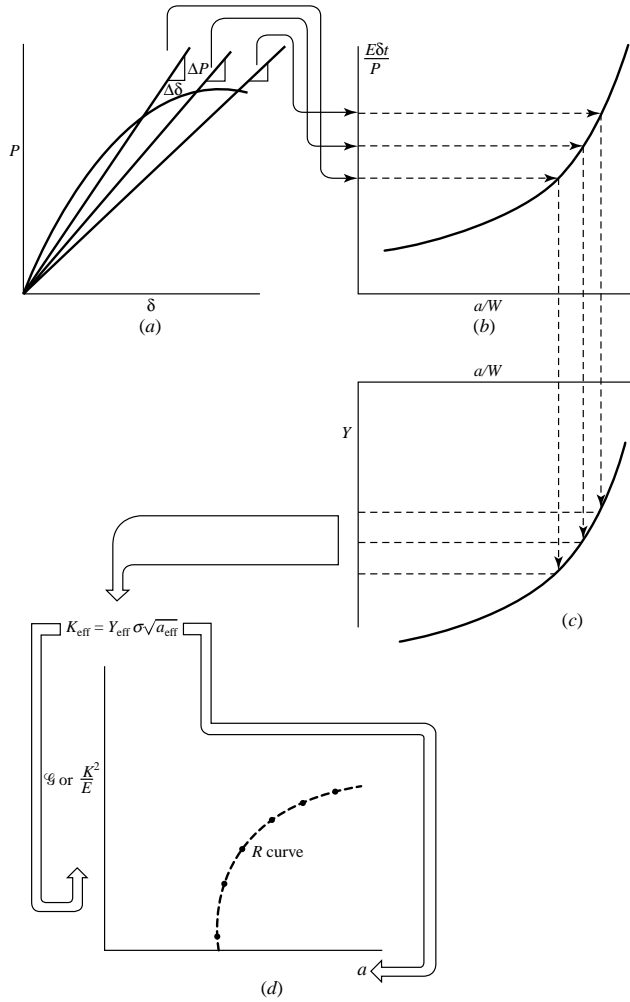 P
ΔP
Δδ
δ
(a)
Eδt
P
a/W
(b)
a/W
Y
(c)
K_eff = Y_eff σ√a_eff
𝒢 or K²
E
R curve
a
(d)